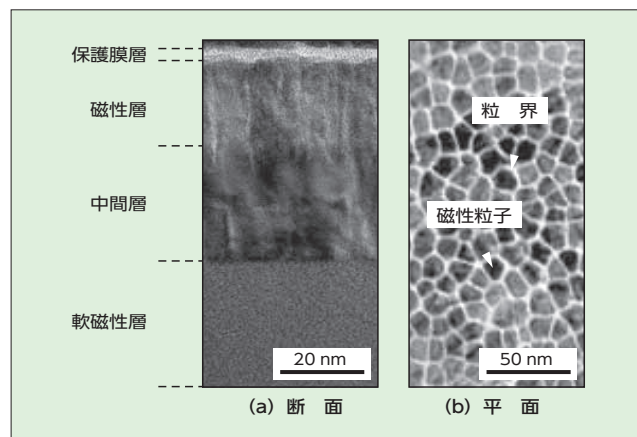 保護膜層
磁性層
中間層
軟磁性層
20 nm
(a) 断　面
粒　界
磁性粒子
50 nm
(b) 平　面